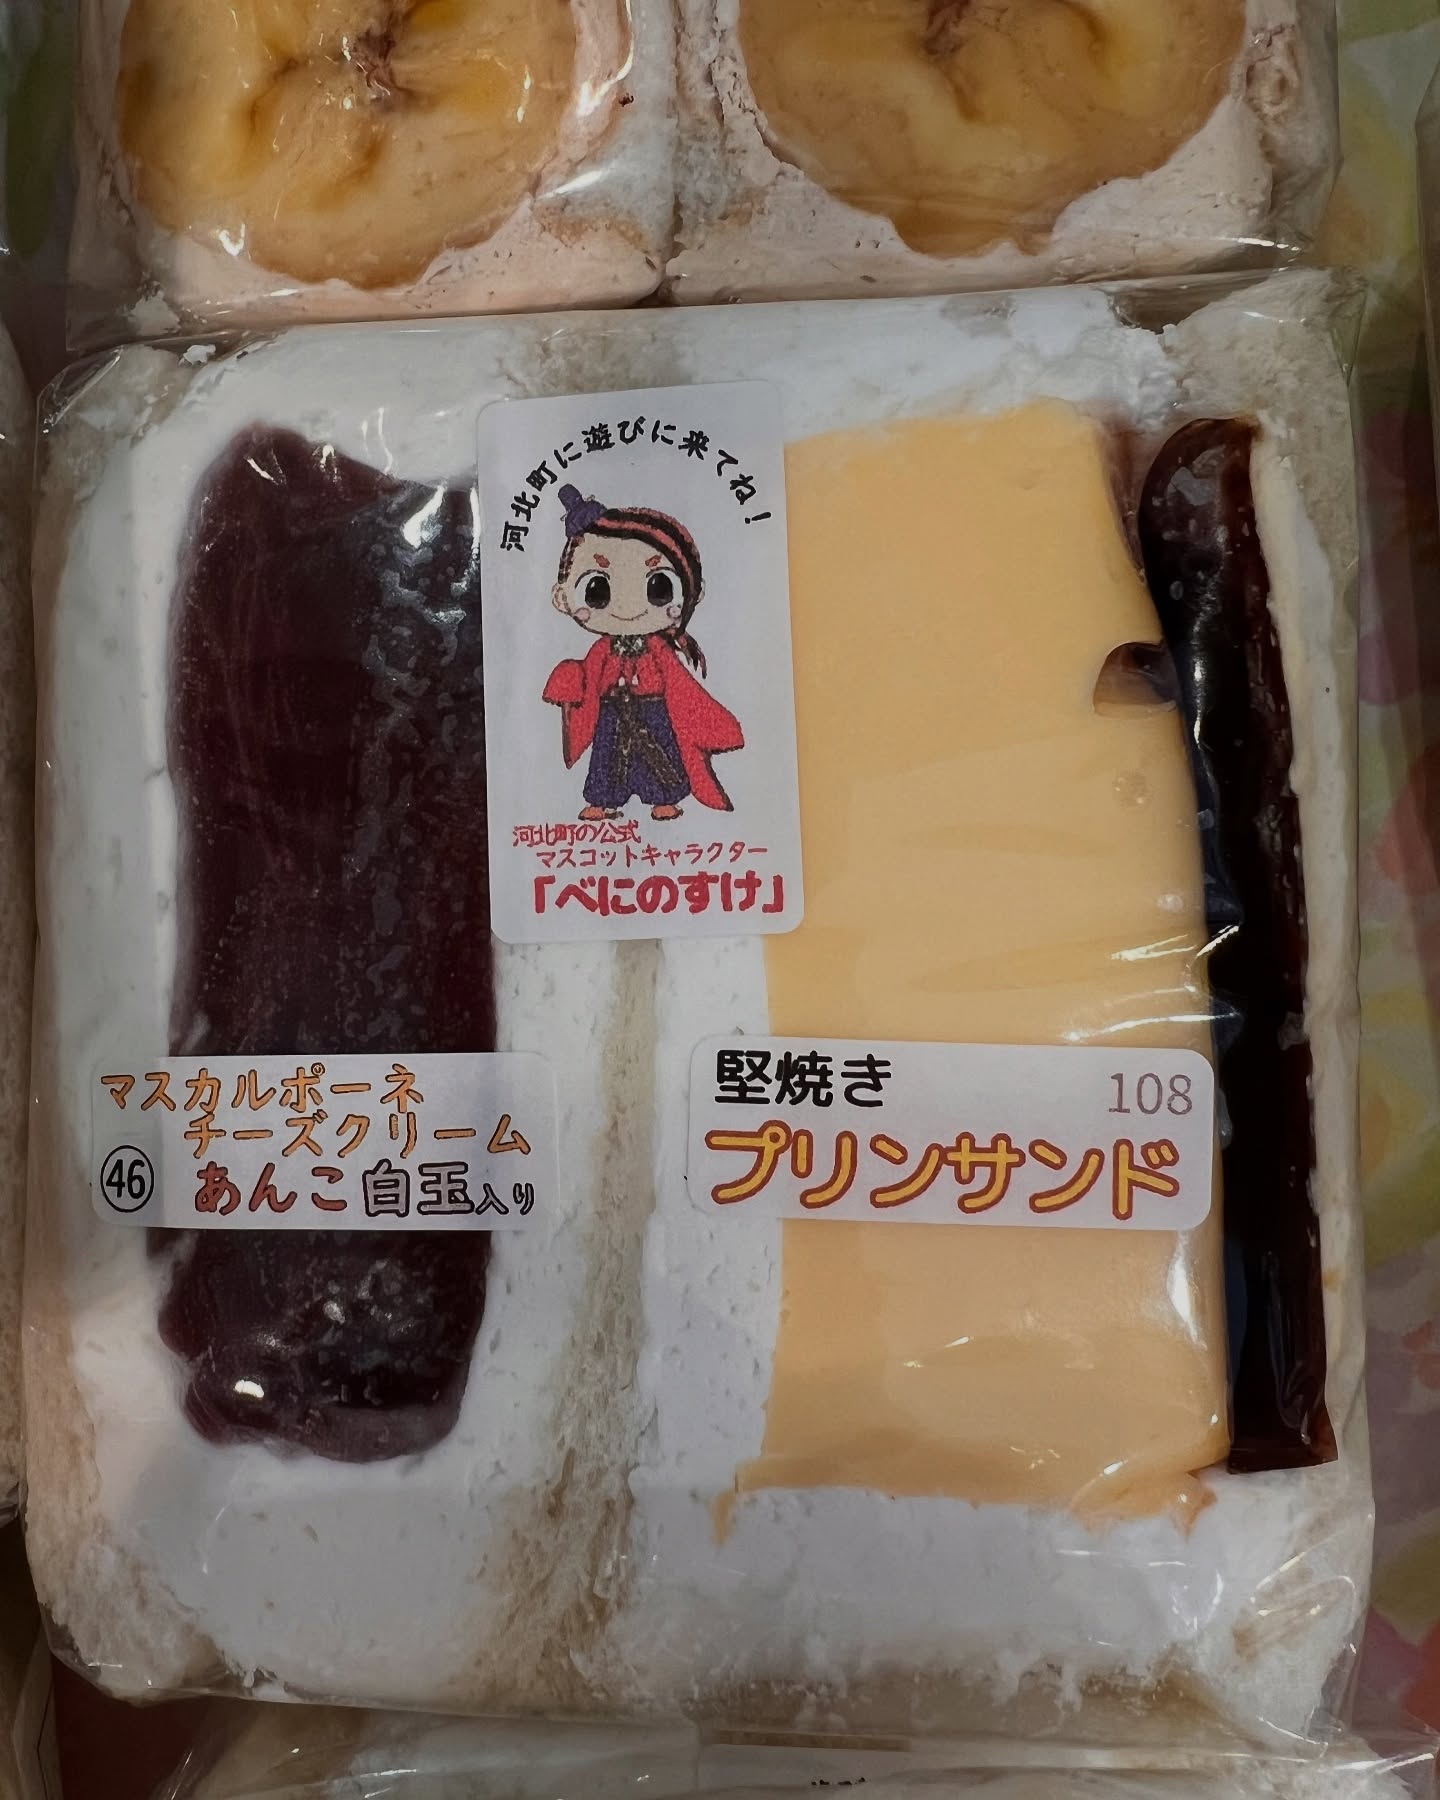 河北町に遊びに来てね！
河北町の公式
マスコットキャラクター
「べにのすけ」
マスカルポーネ
チーズクリーム
㊻ あんこ白玉入り
堅焼き 108
プリンサンド